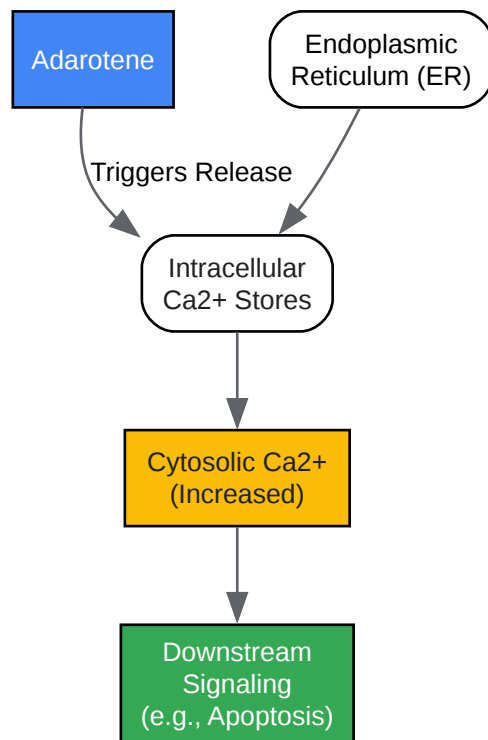 Adarotene
Endoplasmic
Reticulum (ER)
Triggers Release
Intracellular
Ca2+ Stores
Cytosolic Ca2+
(Increased)
Downstream
Signaling
(e.g., Apoptosis)